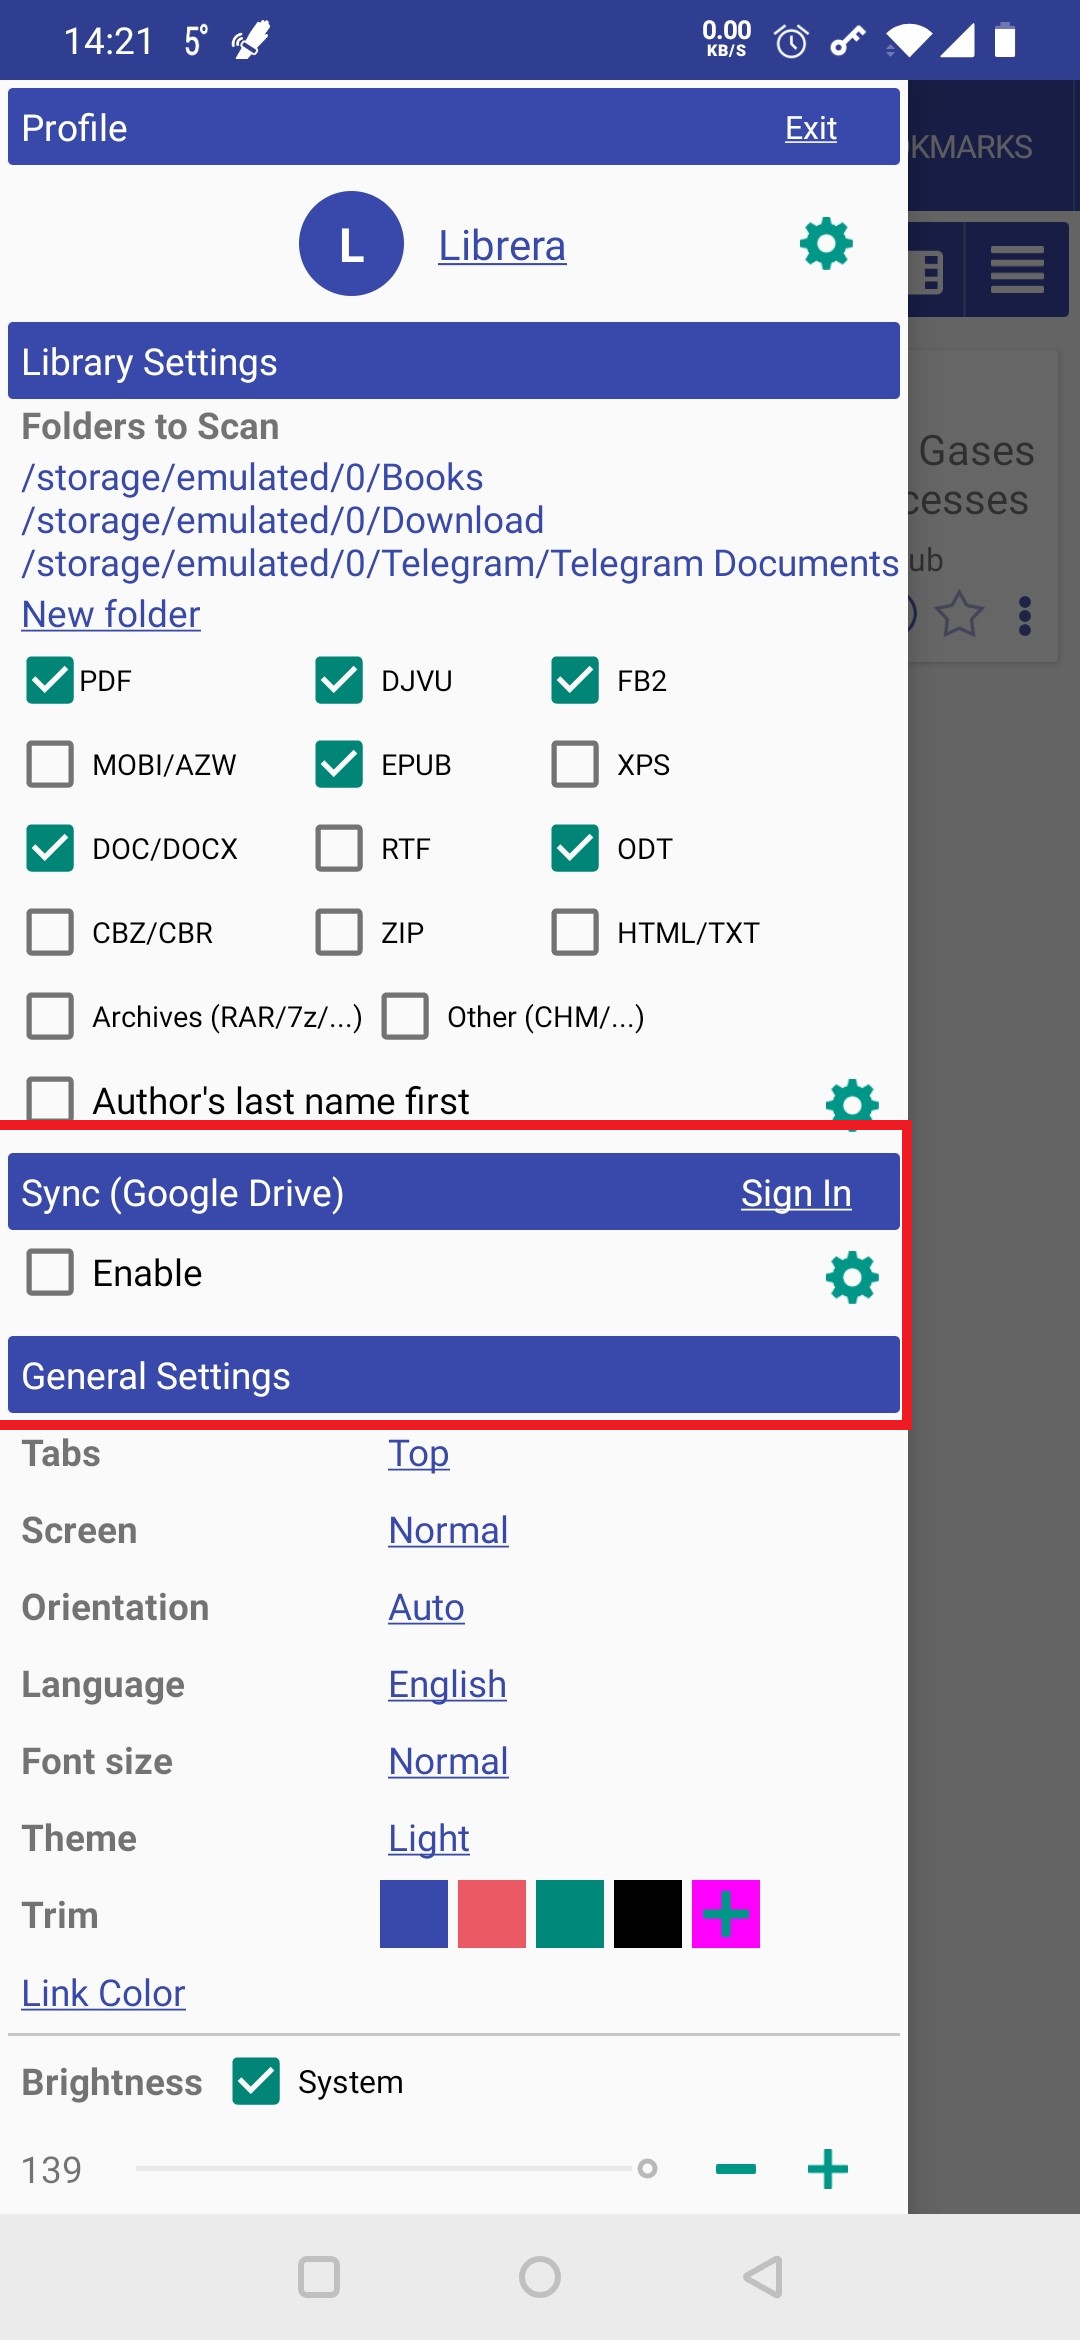 14:21 5° 0.00 KB/S
Profile Exit
KMARKS
L Librera
Library Settings
Folders to Scan
/storage/emulated/0/Books
/storage/emulated/0/Download
/storage/emulated/0/Telegram/Telegram Documents
New folder
Gases
cesses
ub
PDF DJVU FB2
MOBI/AZW EPUB XPS
DOC/DOCX RTF ODT
CBZ/CBR ZIP HTML/TXT
Archives (RAR/7z/...) Other (CHM/...)
Author's last name first
Sync (Google Drive) Sign In
Enable
General Settings
Tabs Top
Screen Normal
Orientation Auto
Language English
Font size Normal
Theme Light
Trim
Link Color
Brightness System
139